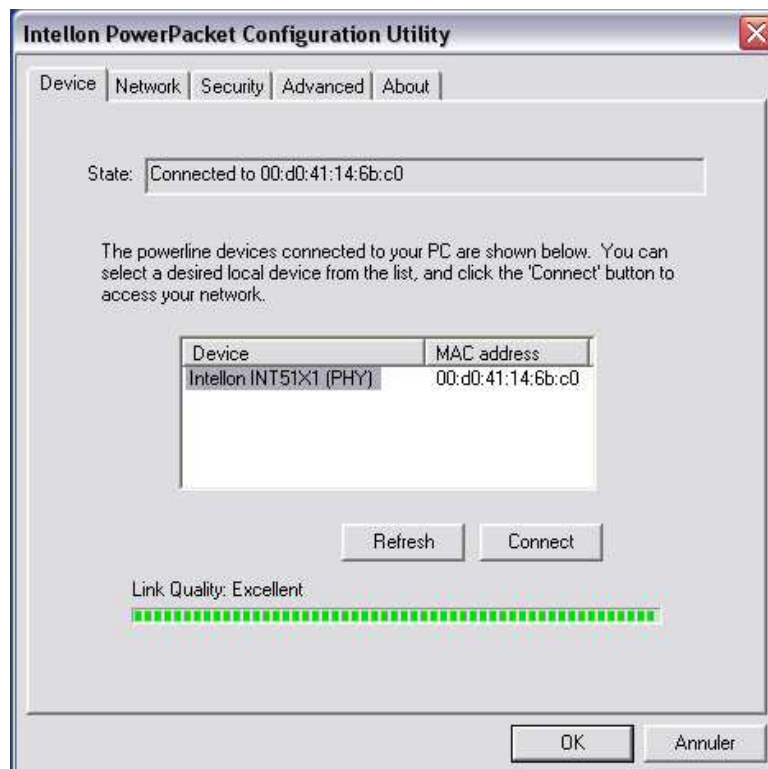 Intellon PowerPacket Configuration Utility
Device Network Security Advanced About
State: Connected to 00:d0:41:14:6b:c0
The powerline devices connected to your PC are shown below. You can
select a desired local device from the list, and click the 'Connect' button to
access your network.
Device MAC address
Intellon INT51X1 (PHY) 00:d0:41:14:6b:c0
Refresh Connect
Link Quality: Excellent
OK Annuler